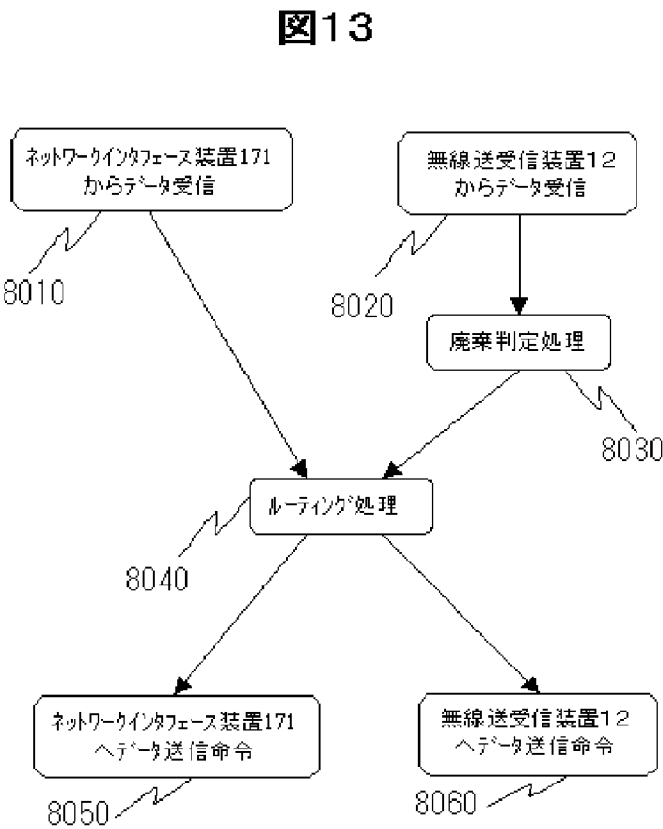 図13
ﾈｯﾄﾜｰｸｲﾝﾀﾌｪｰｽ装置171
からﾃﾞｰﾀ受信
8010
無線送受信装置12
からﾃﾞｰﾀ受信
8020
廃棄判定処理
8030
ﾙｰﾃｨﾝｸﾞ処理
8040
ﾈｯﾄﾜｰｸｲﾝﾀﾌｪｰｽ装置171
へﾃﾞｰﾀ送信命令
8050
無線送受信装置12
へﾃﾞｰﾀ送信命令
8060